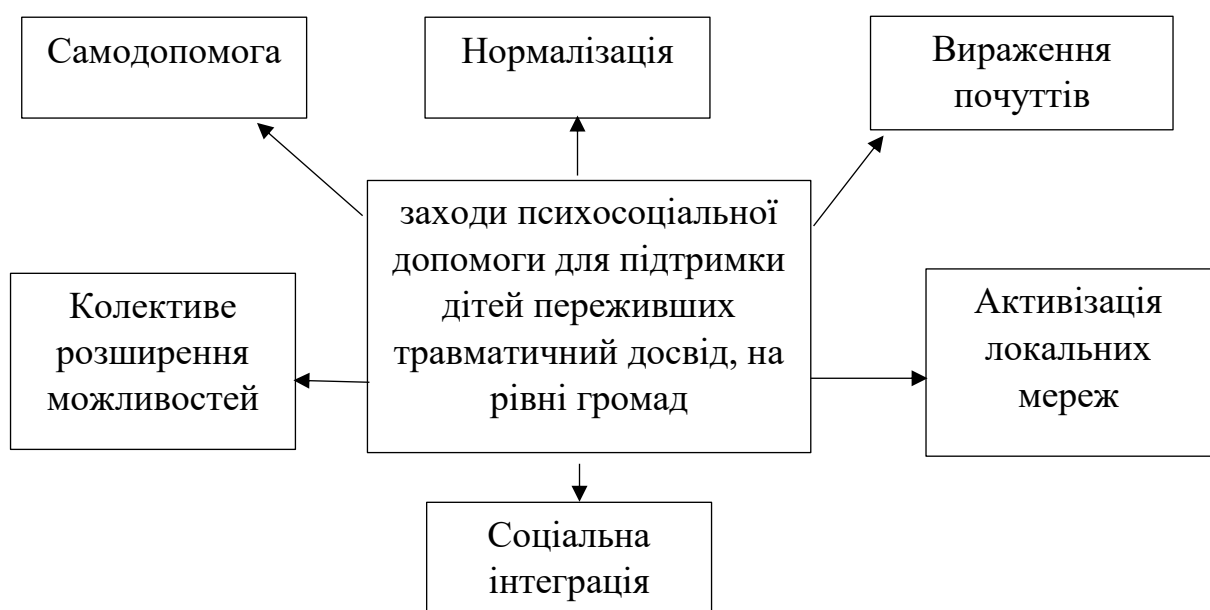 Самодопомога
Нормалізація
Вираження
почуттів
заходи психосоціальної
допомоги для підтримки
дітей переживших
травматичний досвід, на
рівні громад
Колективе
розширення
можливостей
Активізація
локальних
мереж
Соціальна
інтеграція